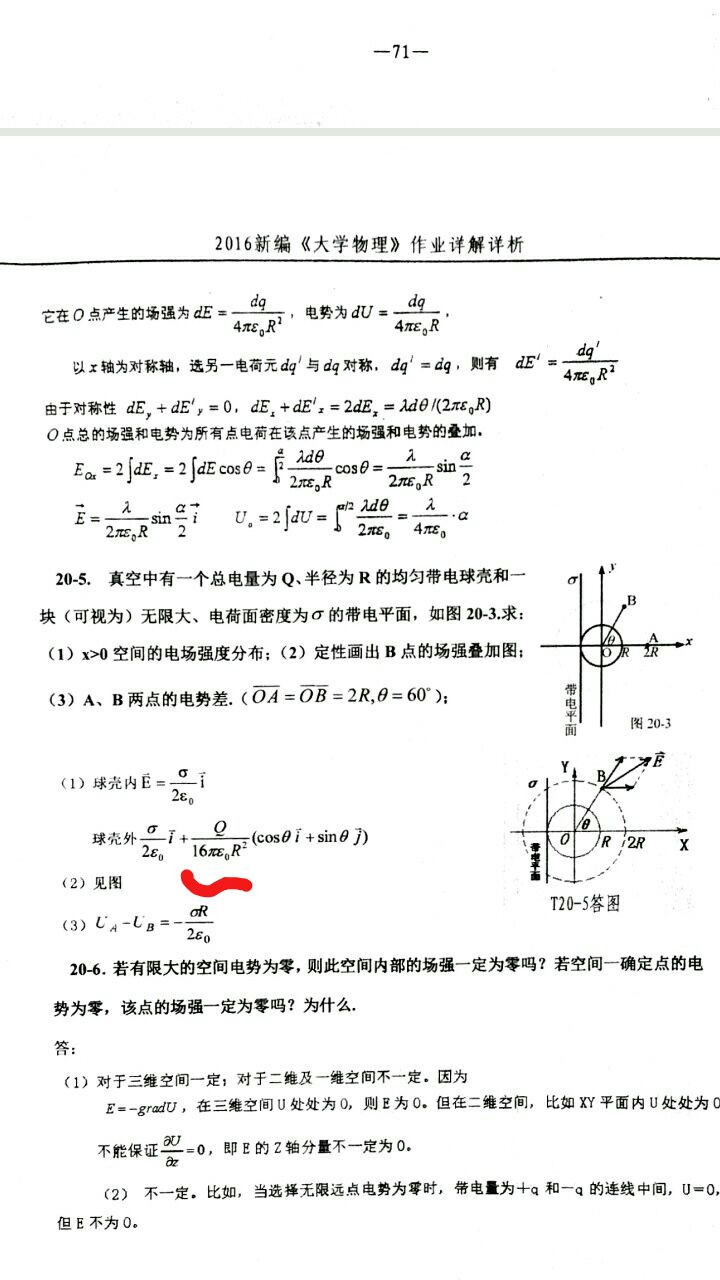 —71—
2016新编《大学物理》作业详解详析
它在O点产生的场强为 dE = dq/(4πε₀R²)，电势为 dU = dq/(4πε₀R)，
以x轴为对称轴，选另一电荷元dq'与dq对称，dq' = dq，则有 dE' = dq'/(4πε₀R²)
由于对称性 dE_y + dE'_y = 0，dE_x + dE'_x = 2dE_x = λdθ/(2πε₀R)
O点总的场强和电势为所有点电荷在该点产生的场强和电势的叠加。
E_Ox = 2∫dE_x = 2∫dE cosθ = ∫₀^(α/2) λdθ/(2πε₀R) cosθ = λ/(2πε₀R) sin α/2
E⃗ = λ/(2πε₀R) sin α/2 i⃗ U_o = 2∫dU = ∫₀^(α/2) λdθ/(2πε₀) = λ/(4πε₀)·α
20-5. 真空中有一个总电量为Q、半径为R的均匀带电球壳和一
块（可视为）无限大、电荷面密度为σ的带电平面，如图20-3.求：
（1）x>0空间的电场强度分布；（2）定性画出B点的场强叠加图；
（3）A、B两点的电势差.（OA = OB = 2R, θ = 60°）；
σ
y
B
θ
A
O
R
2R
x
带电平面
图 20-3
（1）球壳内E⃗ = σ/(2ε₀) i⃗
球壳外 σ/(2ε₀) i⃗ + Q/(16πε₀R²) (cosθ i⃗ + sinθ j⃗)
（2）见图
（3）U_A − U_B = − σR/(2ε₀)
Y
B
E⃗
σ
θ
O
R
2R
X
带电平面
T20-5答图
20-6. 若有限大的空间电势为零，则此空间内部的场强一定为零吗？若空间一确定点的电
势为零，该点的场强一定为零吗？为什么.
答：
（1）对于三维空间一定；对于二维及一维空间不一定。因为
E = −gradU，在三维空间U处处为0，则E为0。但在二维空间，比如XY平面内U处处为0
不能保证 ∂U/∂z = 0，即E的Z轴分量不一定为0。
（2） 不一定。比如，当选择无限远点电势为零时，带电量为＋q 和－q 的连线中间，U＝0，
但E不为0。